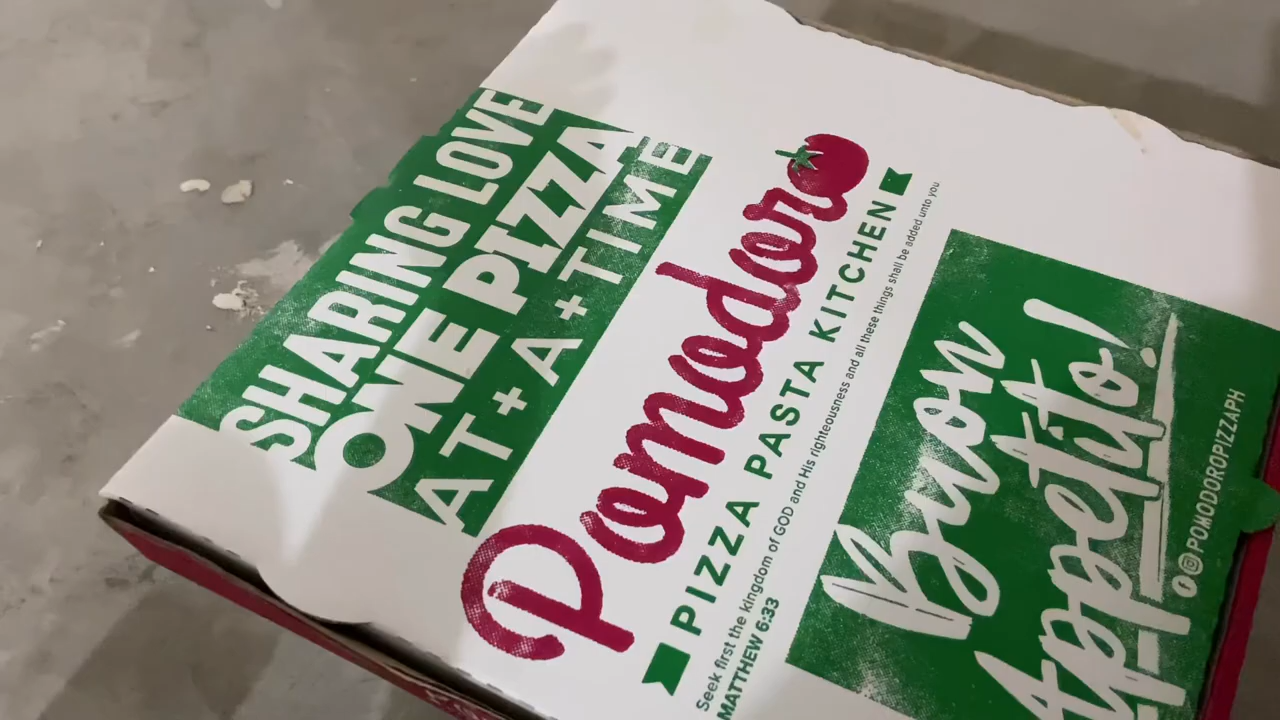 SHARING LOVE
ONE PIZZA
AT + A + TIME
Pomodoro
PIZZA PASTA KITCHEN
Seek first the kingdom of GOD and His righteousness and all these things shall be added unto you
MATTHEW 6:33
Buon
Appetito!
@POMODOROPIZZAPH